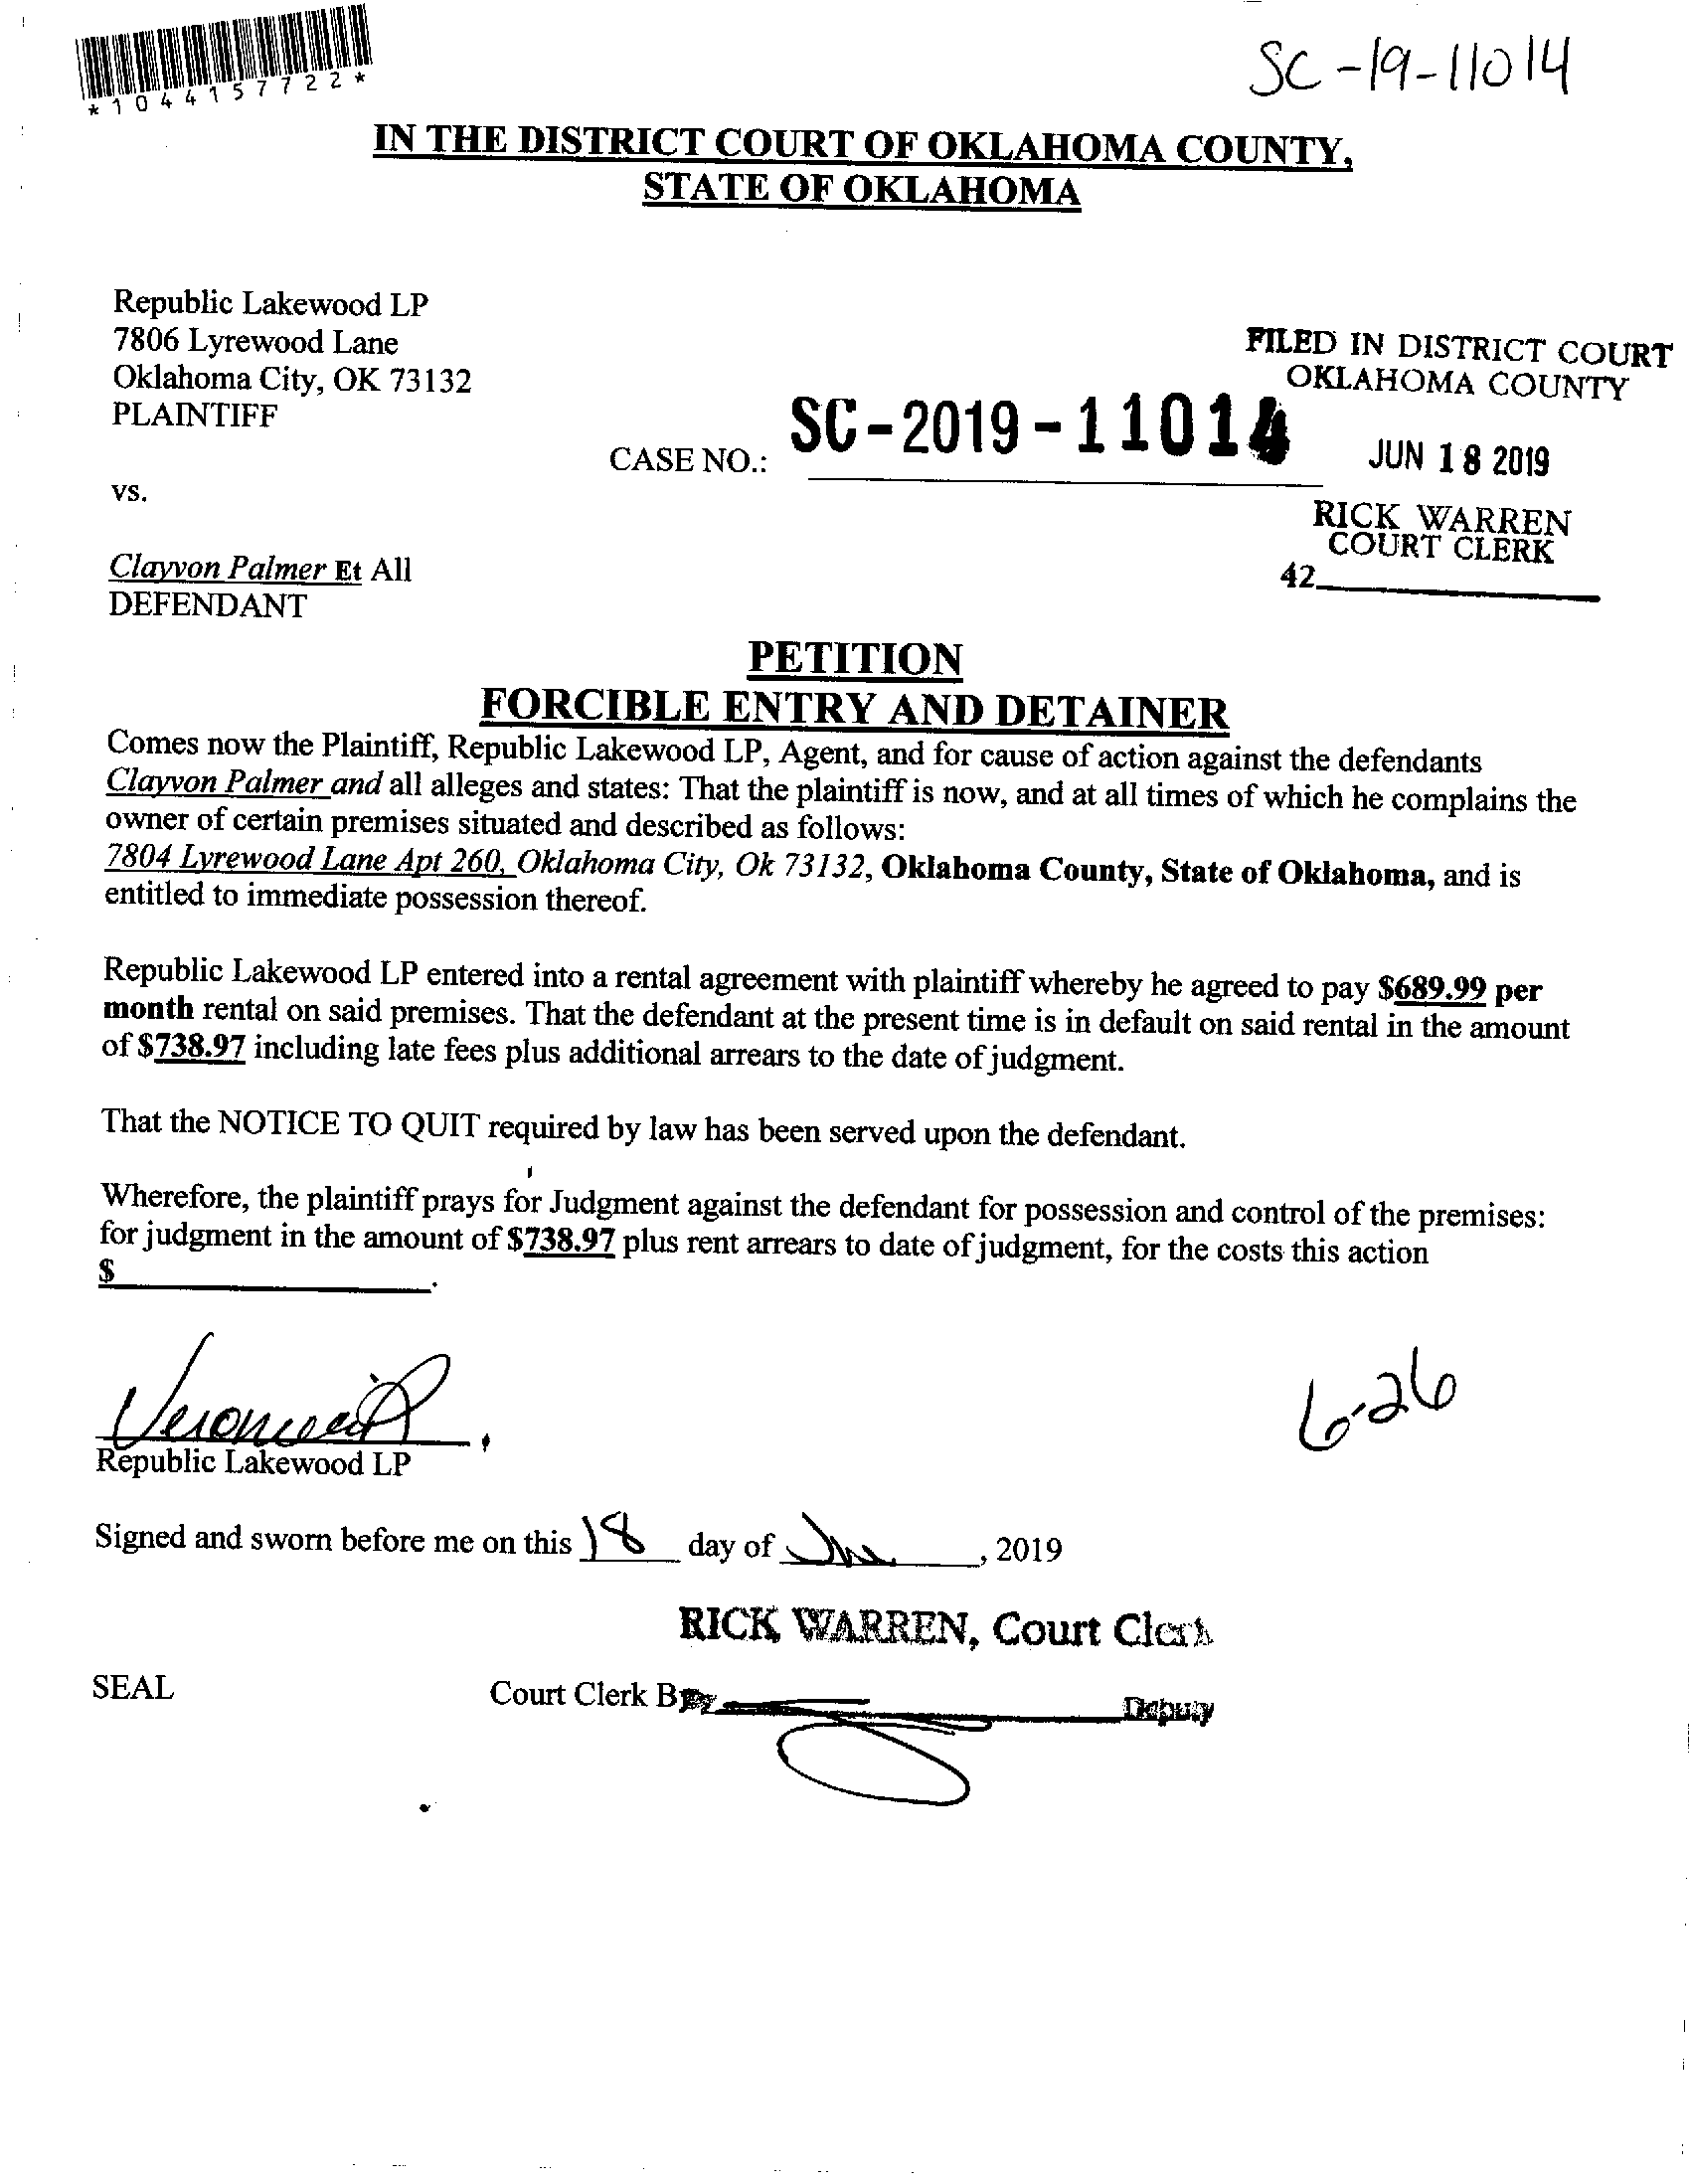 SC-19-11014
*1044157722*
IN THE DISTRICT COURT OF OKLAHOMA COUNTY,
STATE OF OKLAHOMA
Republic Lakewood LP
7806 Lyrewood Lane
Oklahoma City, OK 73132
PLAINTIFF
FILED IN DISTRICT COURT
OKLAHOMA COUNTY
CASE NO.: SC-2019-11014
JUN 18 2019
vs.
RICK WARREN
COURT CLERK
42
Clayvon Palmer Et All
DEFENDANT
PETITION
FORCIBLE ENTRY AND DETAINER
Comes now the Plaintiff, Republic Lakewood LP, Agent, and for cause of action against the defendants
Clayvon Palmer and all alleges and states: That the plaintiff is now, and at all times of which he complains the
owner of certain premises situated and described as follows:
7804 Lyrewood Lane Apt 260, Oklahoma City, Ok 73132, Oklahoma County, State of Oklahoma, and is
entitled to immediate possession thereof.
Republic Lakewood LP entered into a rental agreement with plaintiff whereby he agreed to pay $689.99 per
month rental on said premises. That the defendant at the present time is in default on said rental in the amount
of $738.97 including late fees plus additional arrears to the date of judgment.
That the NOTICE TO QUIT required by law has been served upon the defendant.
Wherefore, the plaintiff prays for Judgment against the defendant for possession and control of the premises:
for judgment in the amount of $738.97 plus rent arrears to date of judgment, for the costs this action
$ .
6-26
Republic Lakewood LP
Signed and sworn before me on this 18 day of Jun, 2019
RICK WARREN, Court Clerk
SEAL
Court Clerk By Deputy